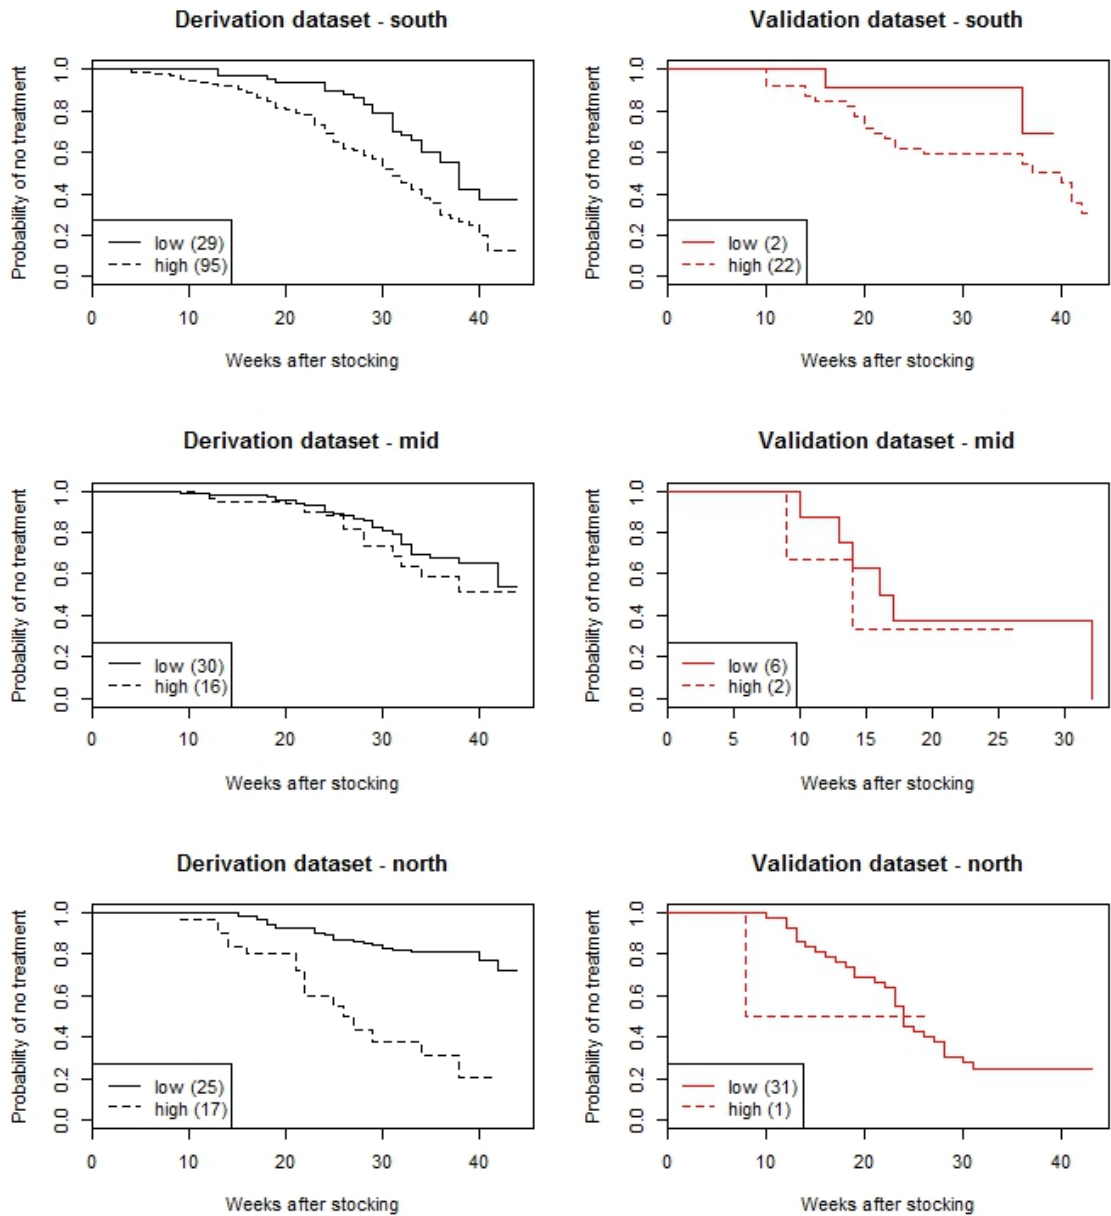 Derivation dataset - south
Probability of no treatment
1.0
0.8
0.6
0.4
0.2
0.0
low (29)
high (95)
0 10 20 30 40
Weeks after stocking
Validation dataset - south
Probability of no treatment
1.0
0.8
0.6
0.4
0.2
0.0
low (2)
high (22)
0 10 20 30 40
Weeks after stocking
Derivation dataset - mid
Probability of no treatment
1.0
0.8
0.6
0.4
0.2
0.0
low (30)
high (16)
0 10 20 30 40
Weeks after stocking
Validation dataset - mid
Probability of no treatment
1.0
0.8
0.6
0.4
0.2
0.0
low (6)
high (2)
0 5 10 15 20 25 30
Weeks after stocking
Derivation dataset - north
Probability of no treatment
1.0
0.8
0.6
0.4
0.2
0.0
low (25)
high (17)
0 10 20 30 40
Weeks after stocking
Validation dataset - north
Probability of no treatment
1.0
0.8
0.6
0.4
0.2
0.0
low (31)
high (1)
0 10 20 30 40
Weeks after stocking